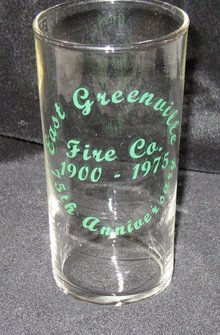 East Greenville
Fire Co.
1900 - 1975
75th Anniversary